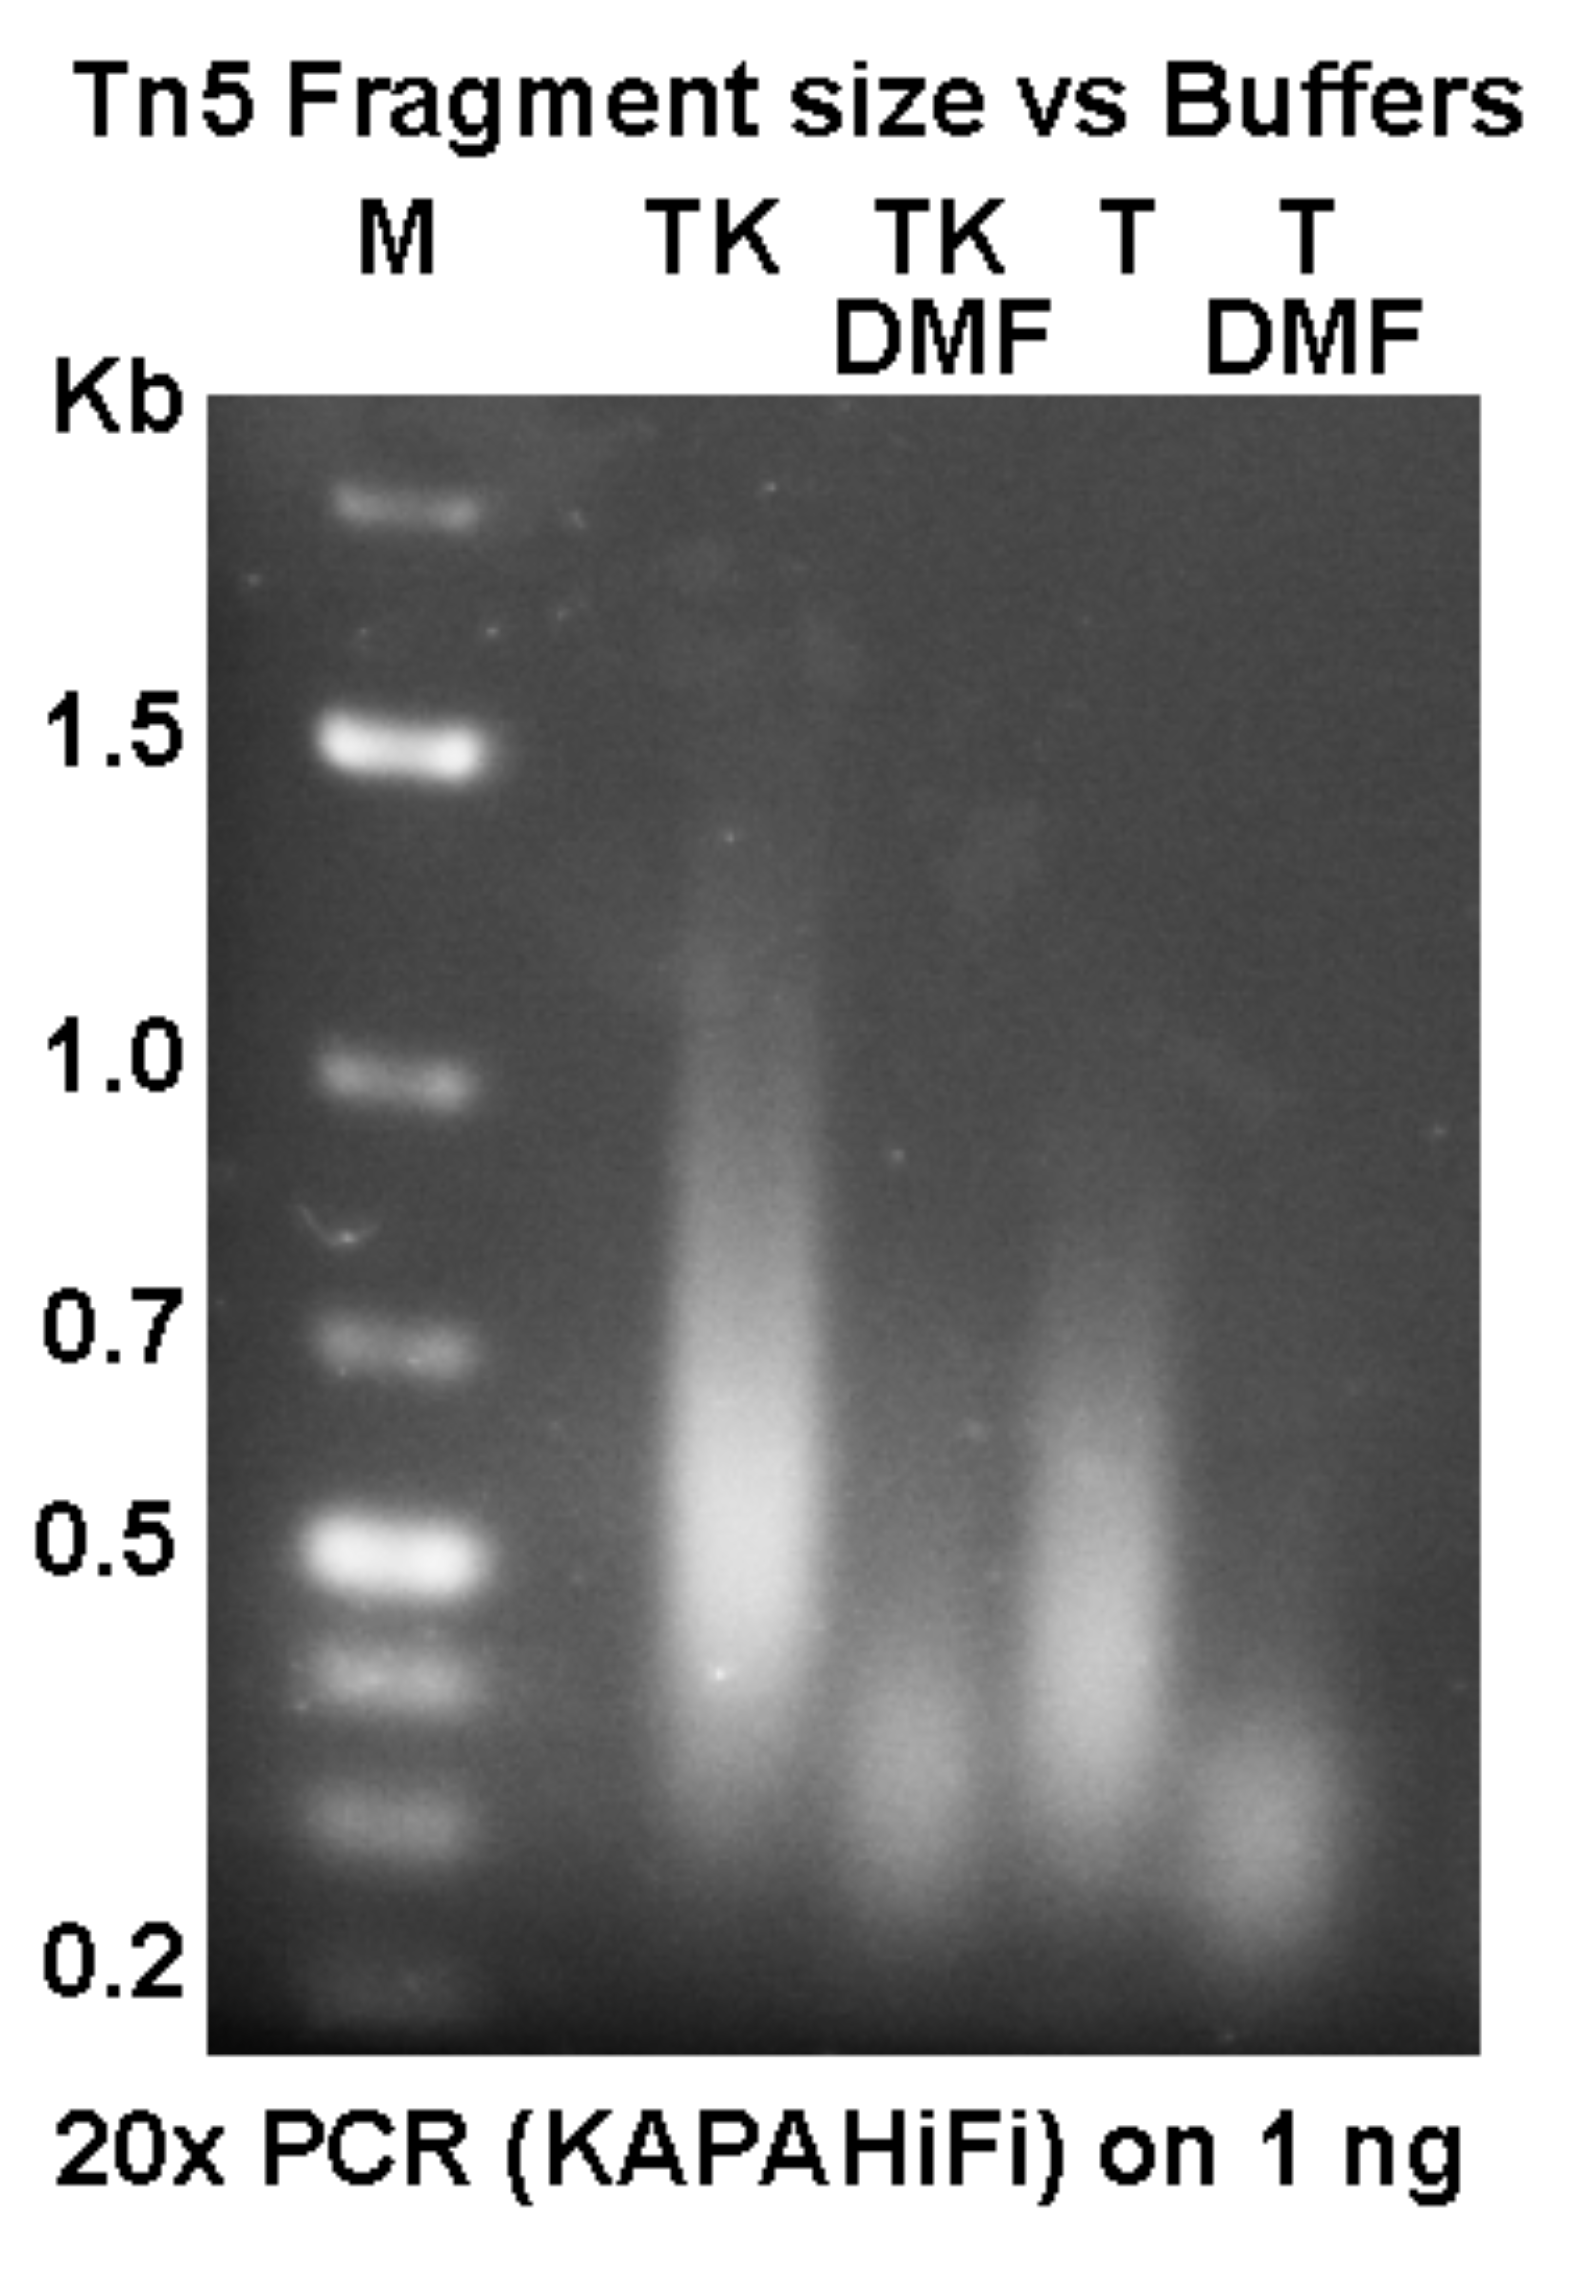 Tn5 Fragment size vs Buffers
M TK TK T T
DMF DMF
Kb
1.5
1.0
0.7
0.5
0.2
20x PCR (KAPAHiFi) on 1 ng